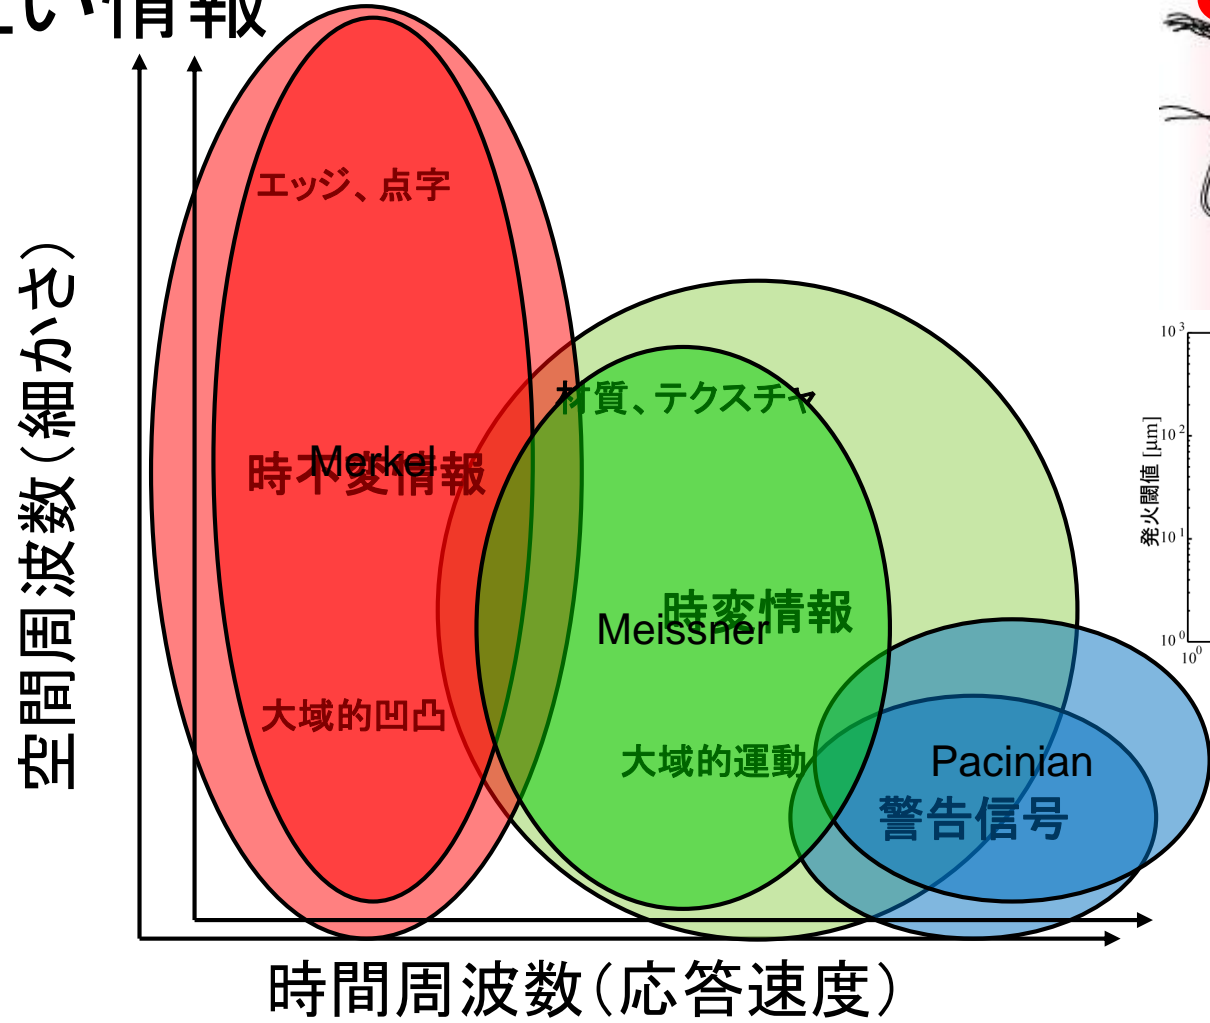 い情報
エッジ、点字
材質、テクスチャ
時不変情報
Merkel
時変情報
Meissner
大域的凹凸
大域的運動
Pacinian
警告信号
空間周波数(細かさ)
時間周波数(応答速度)
発火閾値 [μm]
10³
10²
10¹
10⁰
10⁰